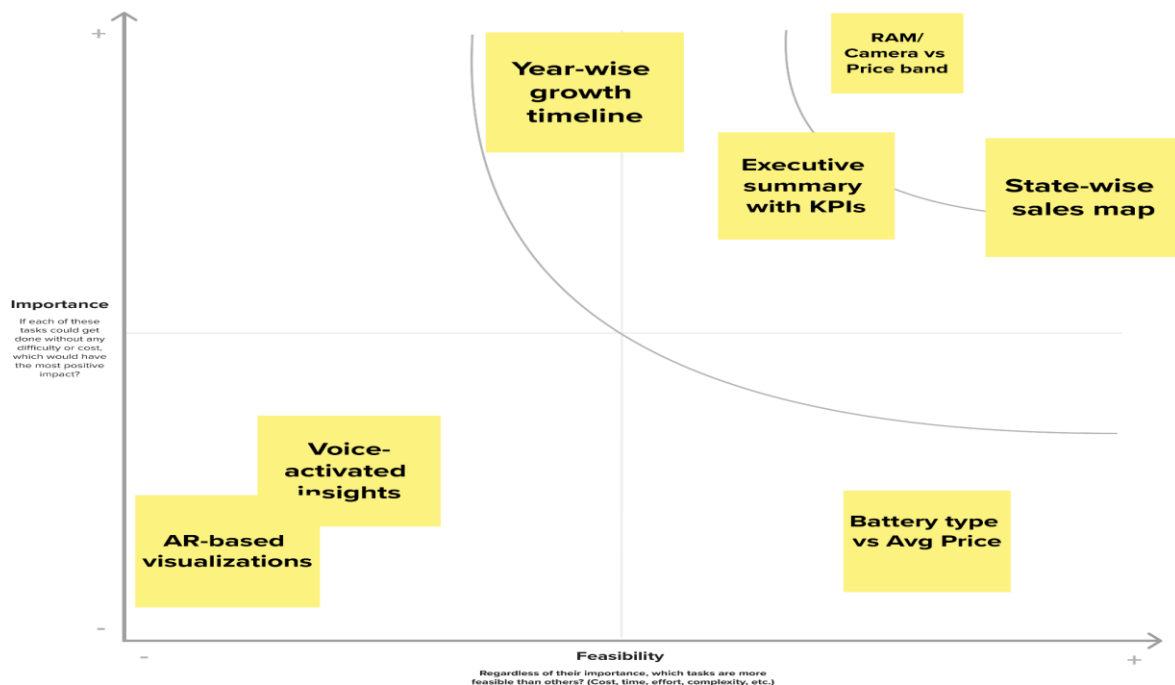 +
RAM/
Camera vs
Price band
Year-wise
growth
timeline
Executive
summary
with KPIs
State-wise
sales map
Importance
If each of these
tasks could get
done without any
difficulty or cost,
which would have
the most positive
impact?
Voice-
activated
insights
AR-based
visualizations
Battery type
vs Avg Price
-
-
Feasibility
+
Regardless of their importance, which tasks are more
feasible than others? (Cost, time, effort, complexity, etc.)